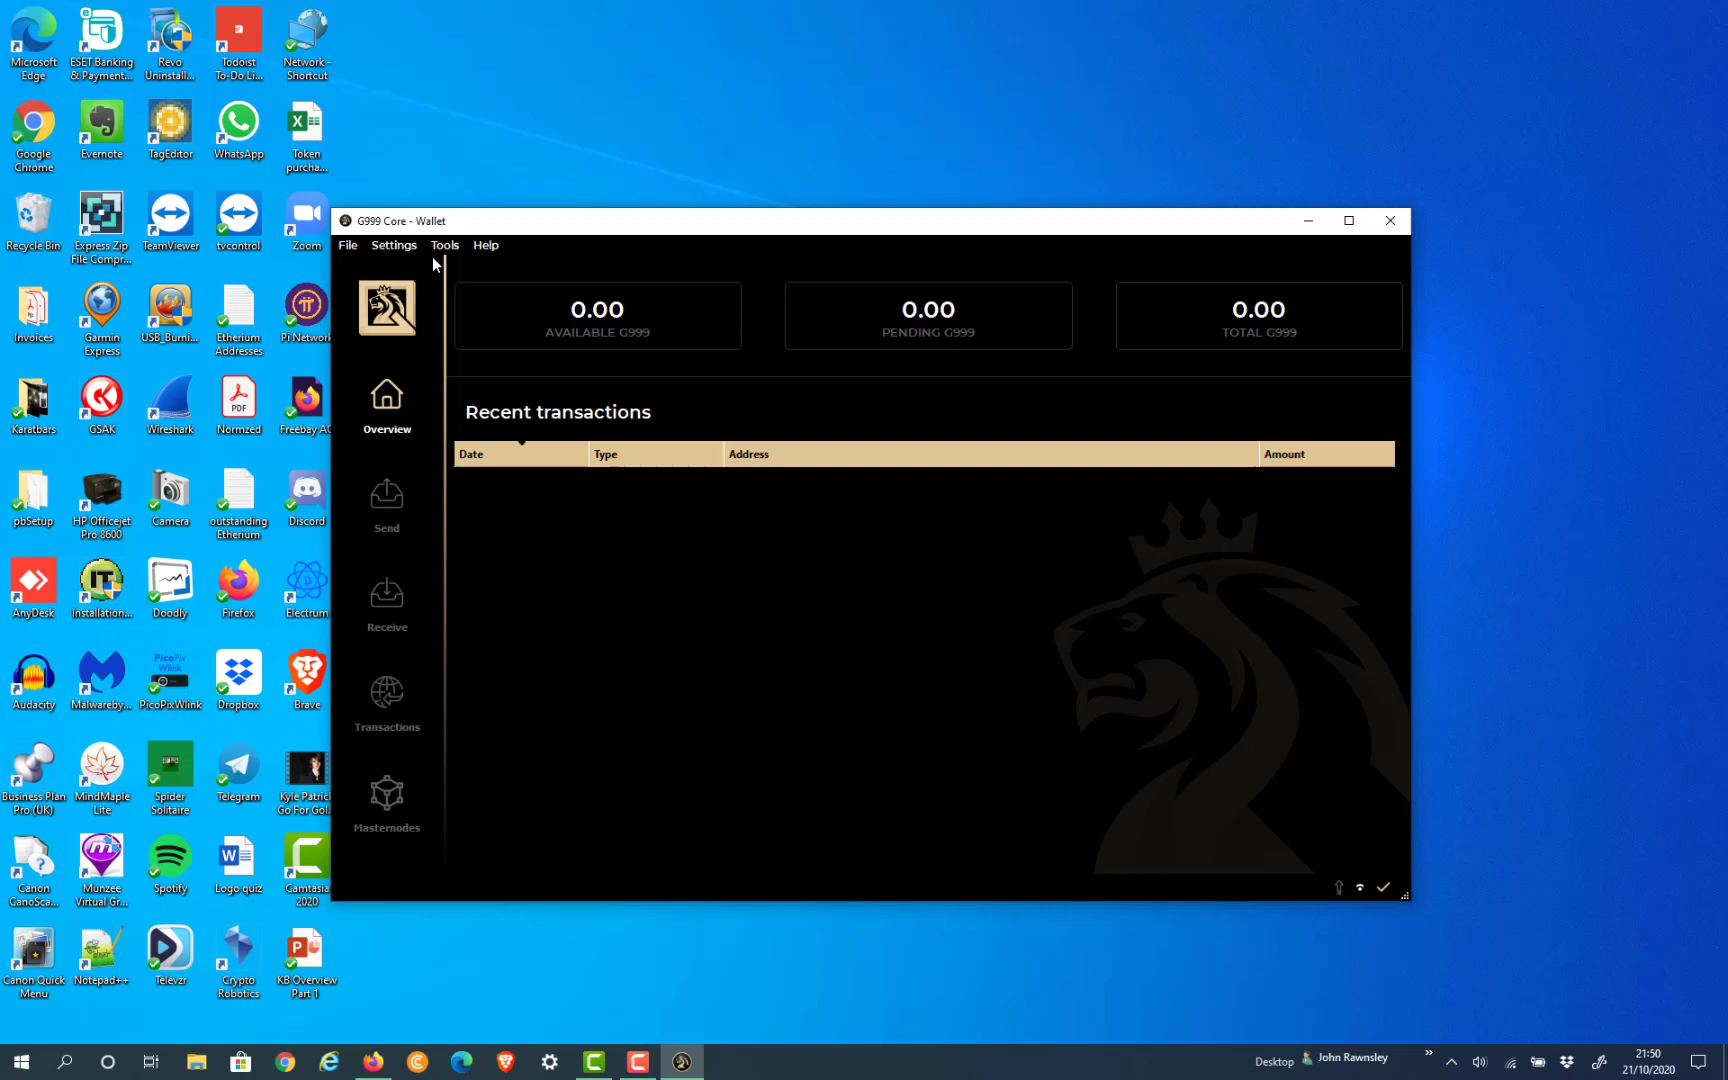 Microsoft
Edge
ESET Banking
& Payment...
Revo
Uninstall...
Todoist
To-Do Li...
Network -
Shortcut
Google
Chrome
Evernote
TagEditor
WhatsApp
Token
purcha...
Recycle Bin
Express Zip
File Compr...
TeamViewer
tvcontrol
Zoom
Invoices
Garmin
Express
USB_Burni...
Etherium
Addresses
Pi Network
Karatbars
GSAK
Wireshark
PDF
Normzed
Freebay AC
pbSetup
HP Officejet
Pro 8600
Camera
outstanding
Etherium
Discord
AnyDesk
Installation...
Doodly
Firefox
Electrum
Audacity
Malwareby...
PicoPix
Wlink
PicoPixWlink
Dropbox
Brave
Business Plan
Pro (UK)
MindMaple
Lite
Spider
Solitaire
Telegram
Kyle Patrick
Go For Gol...
Canon
CanoSca...
Munzee
Virtual Gr...
Spotify
Logo quiz
Camtasia
2020
Canon Quick
Menu
Notepad++
Televzr
Crypto
Robotics
KB Overview
Part 1
G999 Core - Wallet
File Settings Tools Help
0.00
AVAILABLE G999
0.00
PENDING G999
0.00
TOTAL G999
Overview
Send
Receive
Transactions
Masternodes
Recent transactions
Date Type Address Amount
Desktop
John Rawnsley
»
21:50
21/10/2020